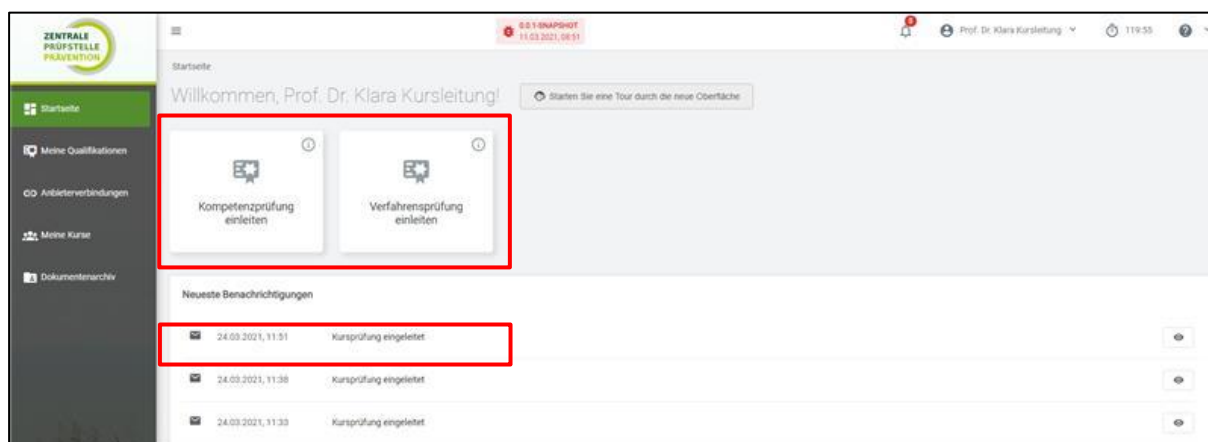 ZENTRALE
PRÜFSTELLE
PRÄVENTION
0.0.1-SNAPSHOT
11.03.2021, 08:51
Prof. Dr. Klara Kursleitung
119:55
Startseite
Willkommen, Prof. Dr. Klara Kursleitung!
Starten Sie eine Tour durch die neue Oberfläche
Startseite
Meine Qualifikationen
Anbieterverbindungen
Meine Kurse
Dokumentenarchiv
Kompetenzprüfung
einleiten
Verfahrensprüfung
einleiten
Neueste Benachrichtigungen
24.03.2021, 11:51 Kursprüfung eingeleitet
24.03.2021, 11:38 Kursprüfung eingeleitet
24.03.2021, 11:33 Kursprüfung eingeleitet